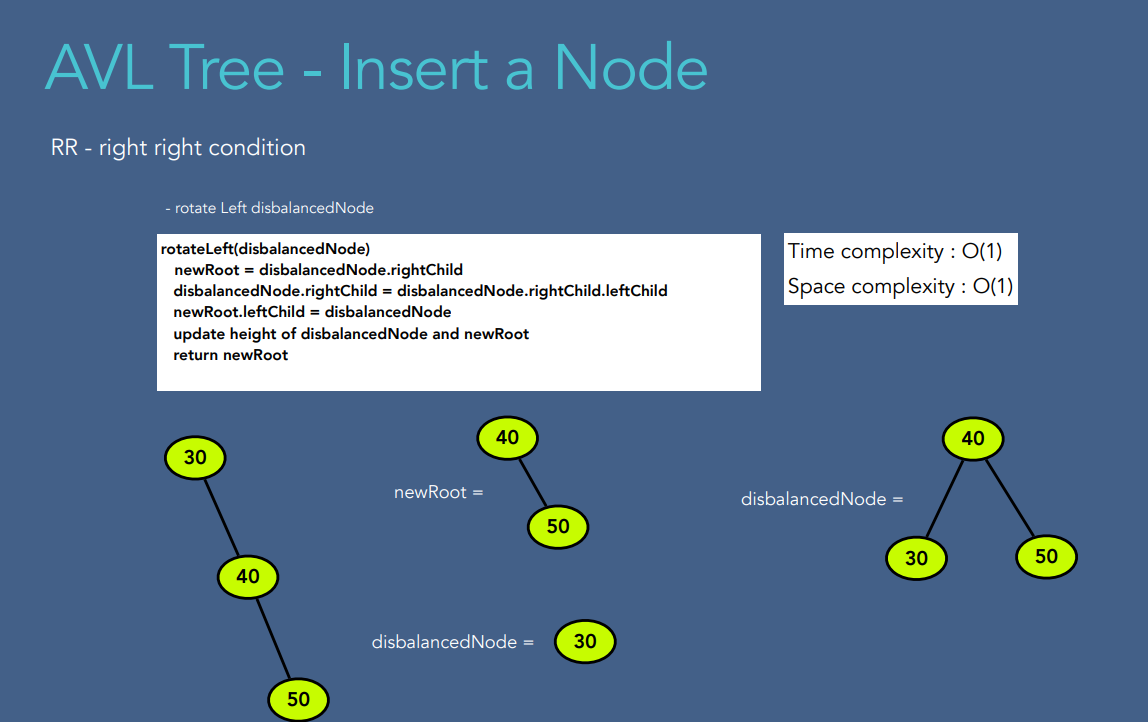 AVL Tree - Insert a Node
RR - right right condition
- rotate Left disbalancedNode
rotateLeft(disbalancedNode)
newRoot = disbalancedNode.rightChild
disbalancedNode.rightChild = disbalancedNode.rightChild.leftChild
newRoot.leftChild = disbalancedNode
update height of disbalancedNode and newRoot
return newRoot
Time complexity : O(1)
Space complexity : O(1)
30
40
50
newRoot =
40
50
disbalancedNode =
30
disbalancedNode =
40
30
50